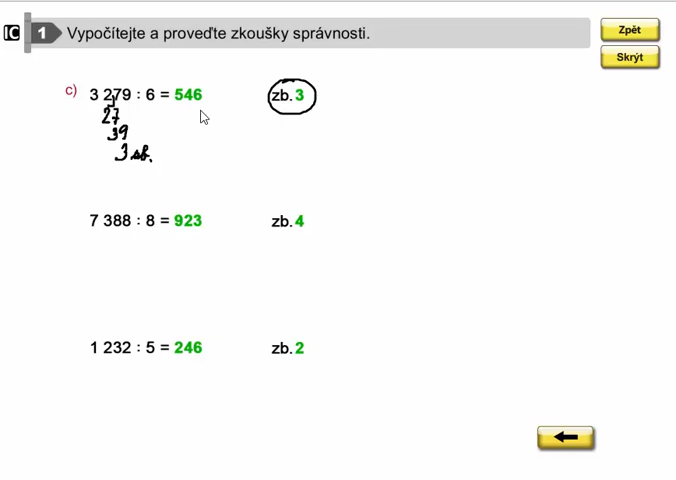 IC 1 Vypočítejte a proveďte zkoušky správnosti.
Zpět
Skrýt
c) 3 279 : 6 = 546 zb. 3
27
39
3 zb.
7 388 : 8 = 923 zb. 4
1 232 : 5 = 246 zb. 2